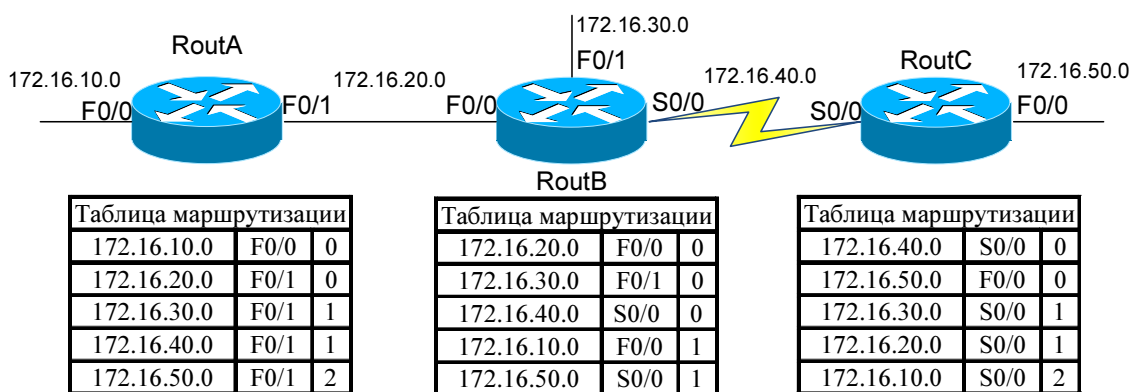 172.16.30.0
RoutA
F0/1
RoutC
172.16.10.0
172.16.20.0
172.16.40.0
172.16.50.0
F0/0
F0/1
F0/0
S0/0
S0/0
F0/0
RoutB
Таблица маршрутизации
172.16.10.0 F0/0 0
172.16.20.0 F0/1 0
172.16.30.0 F0/1 1
172.16.40.0 F0/1 1
172.16.50.0 F0/1 2
Таблица маршрутизации
172.16.20.0 F0/0 0
172.16.30.0 F0/1 0
172.16.40.0 S0/0 0
172.16.10.0 F0/0 1
172.16.50.0 S0/0 1
Таблица маршрутизации
172.16.40.0 S0/0 0
172.16.50.0 F0/0 0
172.16.30.0 S0/0 1
172.16.20.0 S0/0 1
172.16.10.0 S0/0 2